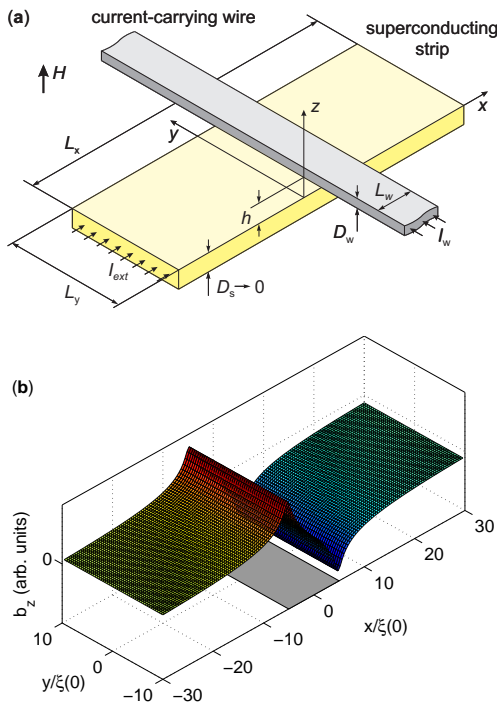 (a)
current-carrying wire
superconducting
strip
H
z
x
y
Lx
Lw
h
Dw
Iw
Iext
Ly
Ds→ 0
(b)
bz (arb. units)
0
10
0
−10
y/ξ(0)
−30
−20
−10
0
10
20
30
x/ξ(0)